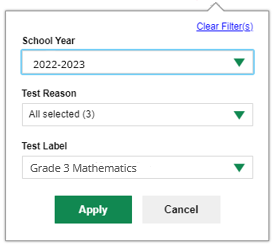 Clear Filter(s)
School Year
2022-2023
Test Reason
All selected (3)
Test Label
Grade 3 Mathematics
Apply Cancel